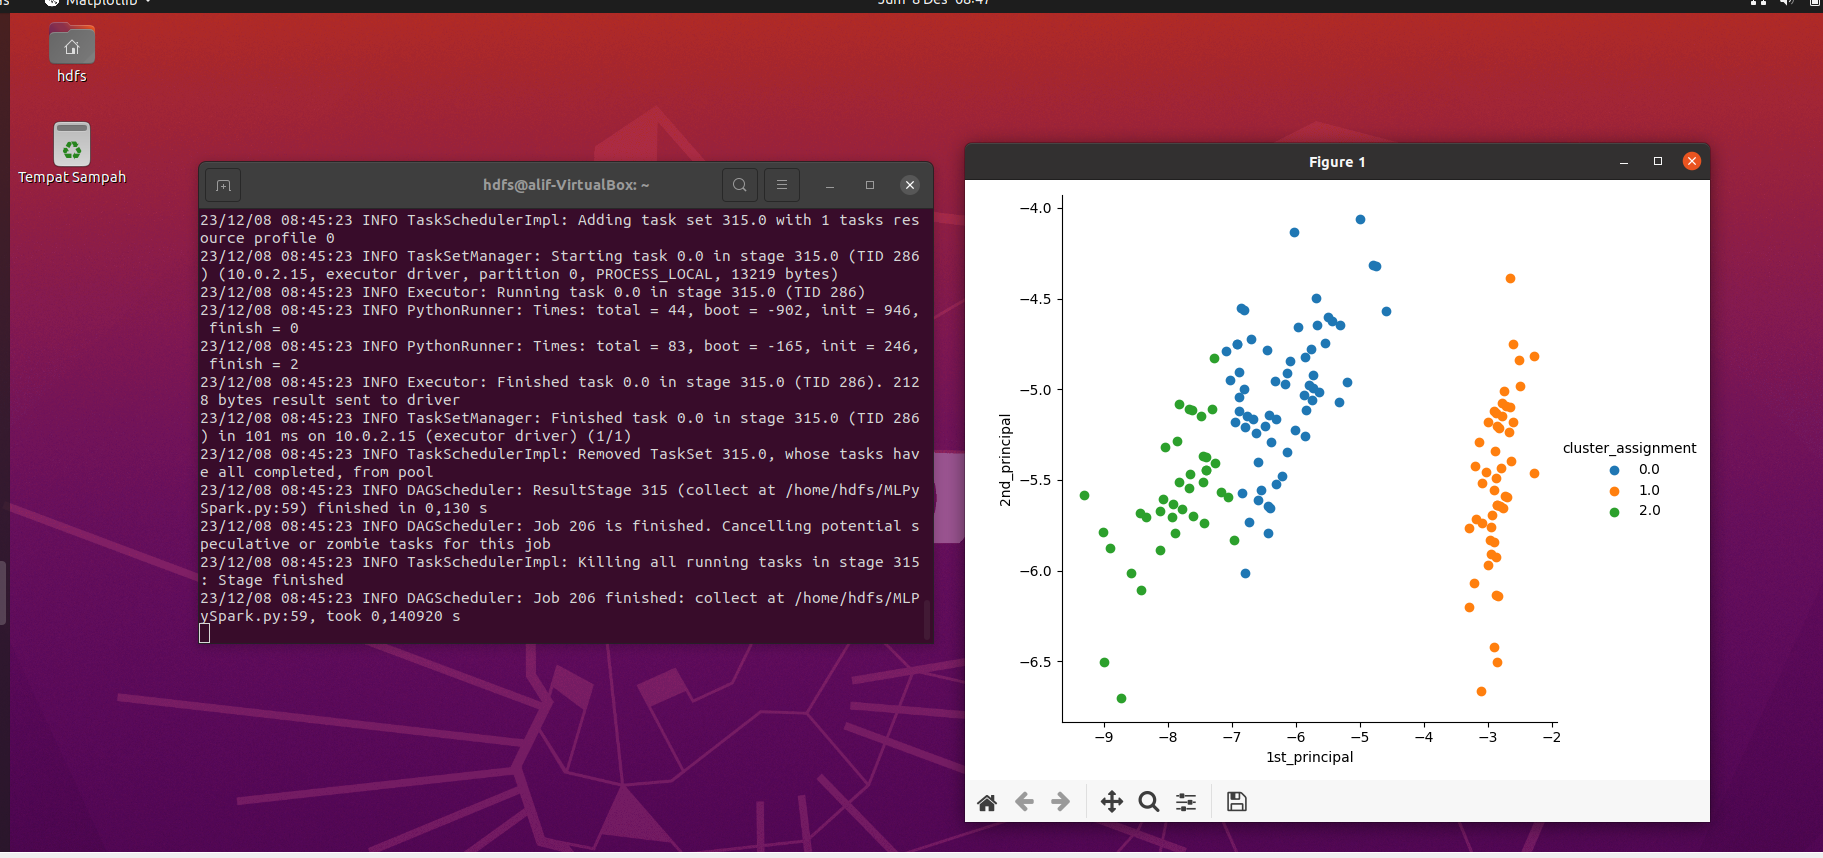 Matplotlib
Jum 8 Des 08:47
hdfs
Tempat Sampah
hdfs@alif-VirtualBox: ~
23/12/08 08:45:23 INFO TaskSchedulerImpl: Adding task set 315.0 with 1 tasks res
ource profile 0
23/12/08 08:45:23 INFO TaskSetManager: Starting task 0.0 in stage 315.0 (TID 286
) (10.0.2.15, executor driver, partition 0, PROCESS_LOCAL, 13219 bytes)
23/12/08 08:45:23 INFO Executor: Running task 0.0 in stage 315.0 (TID 286)
23/12/08 08:45:23 INFO PythonRunner: Times: total = 44, boot = -902, init = 946,
finish = 0
23/12/08 08:45:23 INFO PythonRunner: Times: total = 83, boot = -165, init = 246,
finish = 2
23/12/08 08:45:23 INFO Executor: Finished task 0.0 in stage 315.0 (TID 286). 212
8 bytes result sent to driver
23/12/08 08:45:23 INFO TaskSetManager: Finished task 0.0 in stage 315.0 (TID 286
) in 101 ms on 10.0.2.15 (executor driver) (1/1)
23/12/08 08:45:23 INFO TaskSchedulerImpl: Removed TaskSet 315.0, whose tasks hav
e all completed, from pool
23/12/08 08:45:23 INFO DAGScheduler: ResultStage 315 (collect at /home/hdfs/MLPy
Spark.py:59) finished in 0,130 s
23/12/08 08:45:23 INFO DAGScheduler: Job 206 is finished. Cancelling potential s
peculative or zombie tasks for this job
23/12/08 08:45:23 INFO TaskSchedulerImpl: Killing all running tasks in stage 315
: Stage finished
23/12/08 08:45:23 INFO DAGScheduler: Job 206 finished: collect at /home/hdfs/MLP
ySpark.py:59, took 0,140920 s
Figure 1
−4.0
−4.5
−5.0
−5.5
−6.0
−6.5
2nd_principal
−9 −8 −7 −6 −5 −4 −3 −2
1st_principal
cluster_assignment
0.0
1.0
2.0